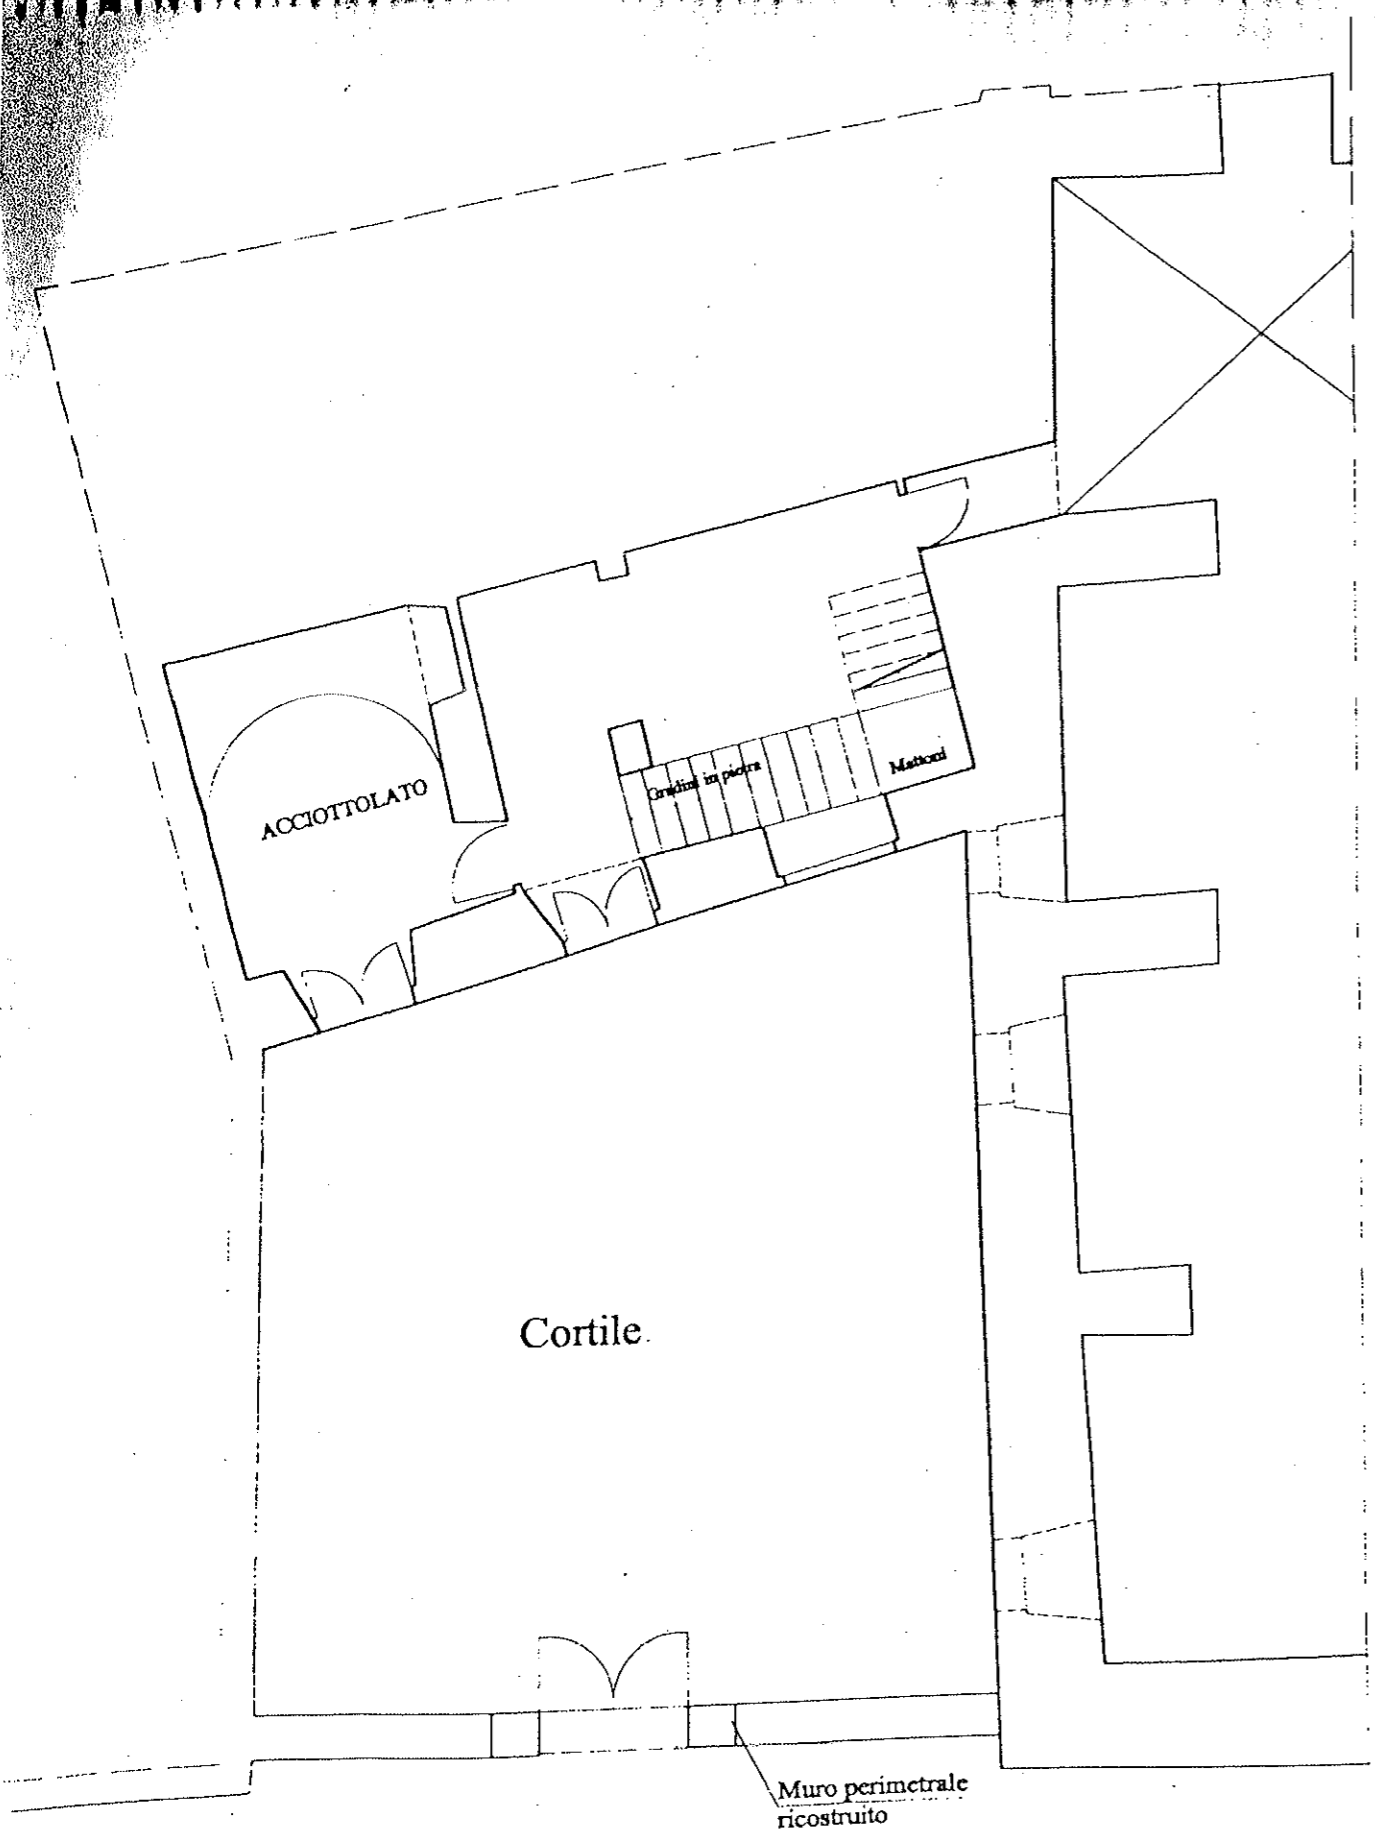 Mattoni
Gradini in pietra
ACCIOTTOLATO
Cortile
Muro perimetrale
ricostruito